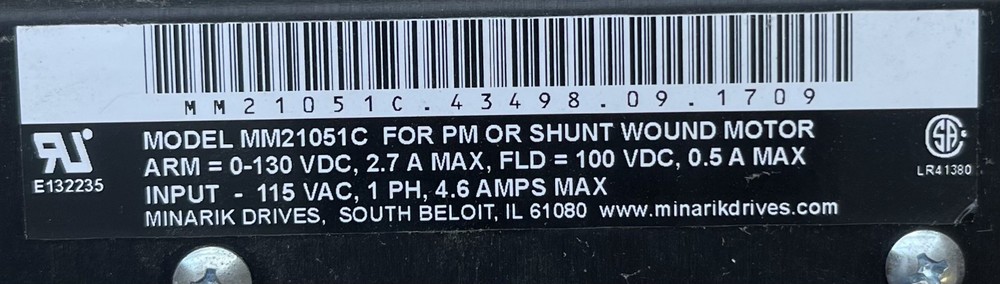 MM21051C.43498.09.1709
MODEL MM21051C FOR PM OR SHUNT WOUND MOTOR
ARM = 0-130 VDC, 2.7 A MAX, FLD = 100 VDC, 0.5 A MAX
INPUT - 115 VAC, 1 PH, 4.6 AMPS MAX
MINARIK DRIVES, SOUTH BELOIT, IL 61080 www.minarikdrives.com
RU
E132235
SA
LR41380